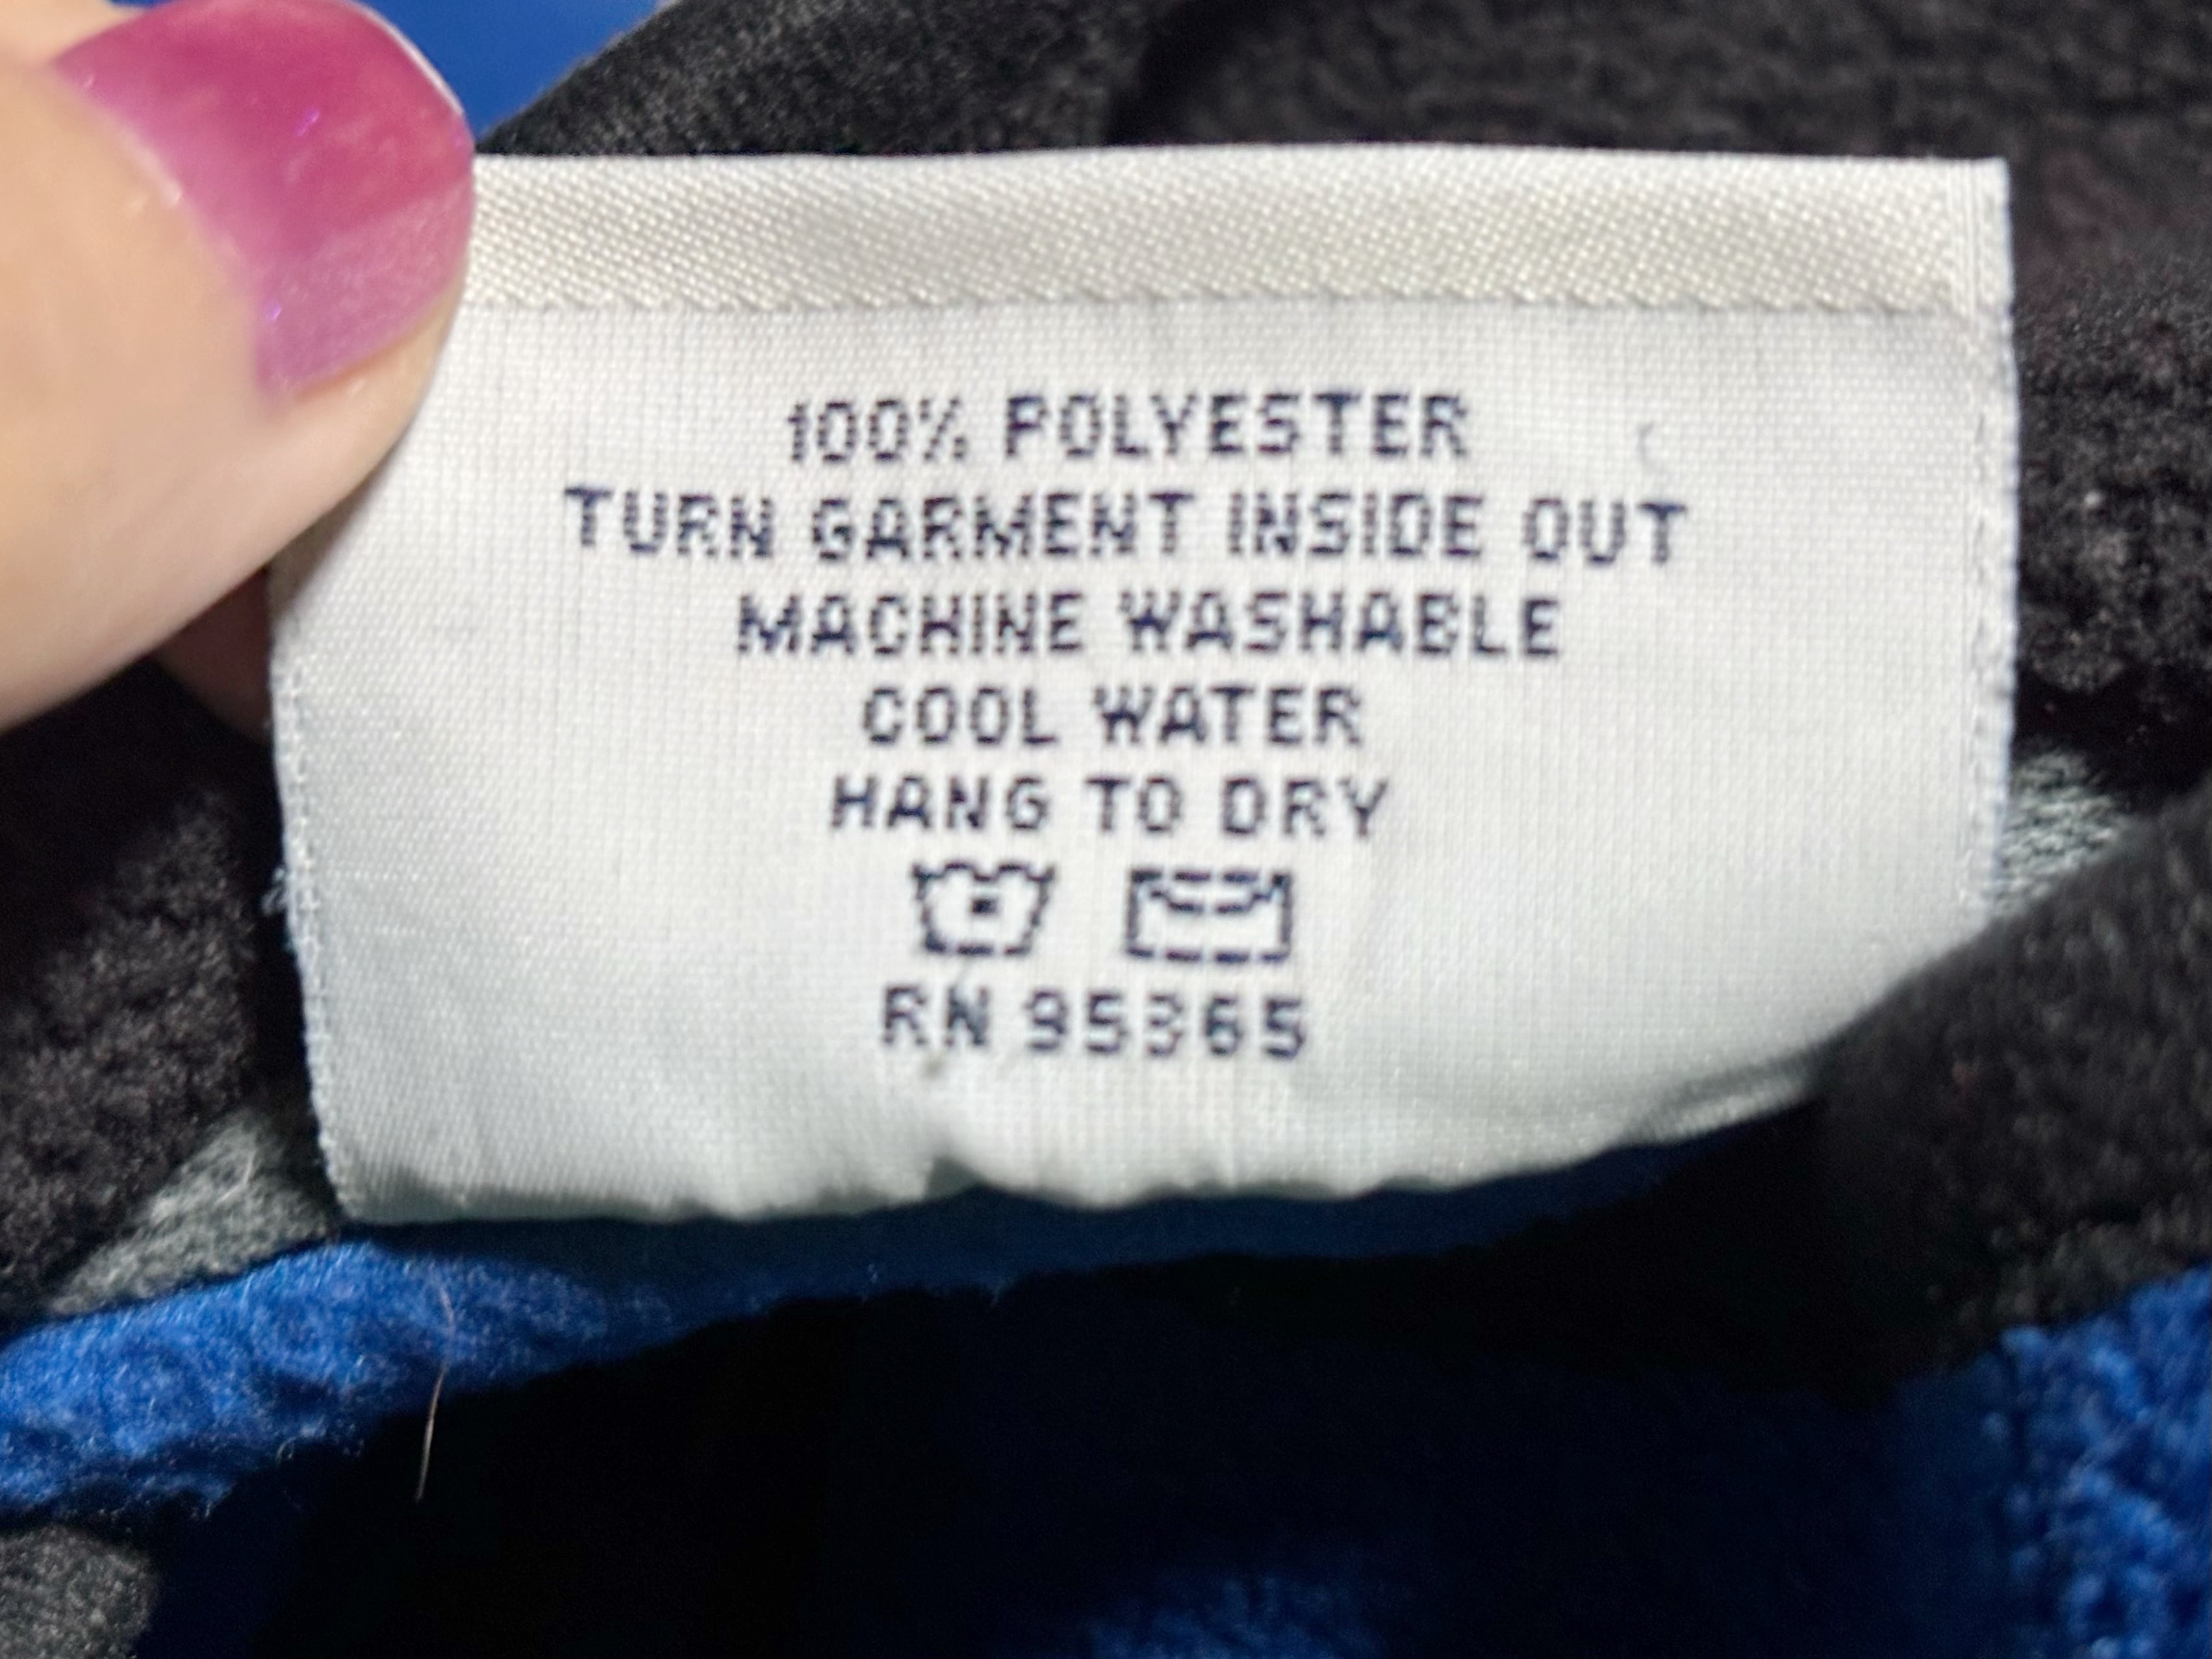 100% POLYESTER
TURN GARMENT INSIDE OUT
MACHINE WASHABLE
COOL WATER
HANG TO DRY
RN 95365